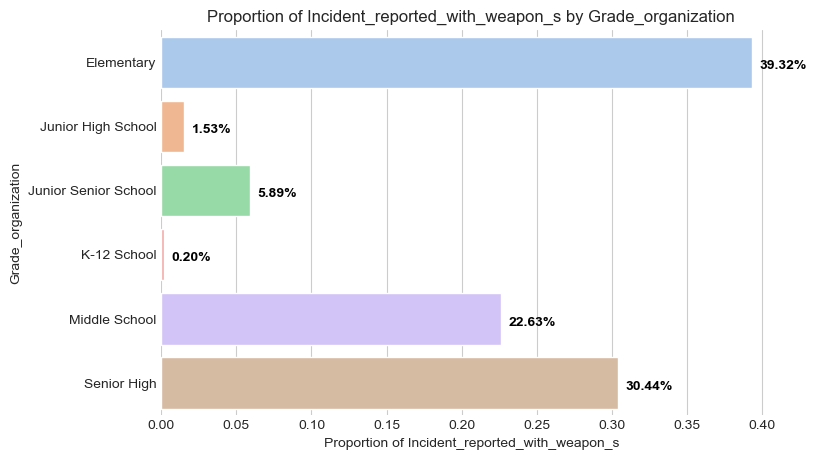 Proportion of Incident_reported_with_weapon_s by Grade_organization
Grade_organization
Elementary 39.32%
Junior High School 1.53%
Junior Senior School 5.89%
K-12 School 0.20%
Middle School 22.63%
Senior High 30.44%
0.00 0.05 0.10 0.15 0.20 0.25 0.30 0.35 0.40
Proportion of Incident_reported_with_weapon_s